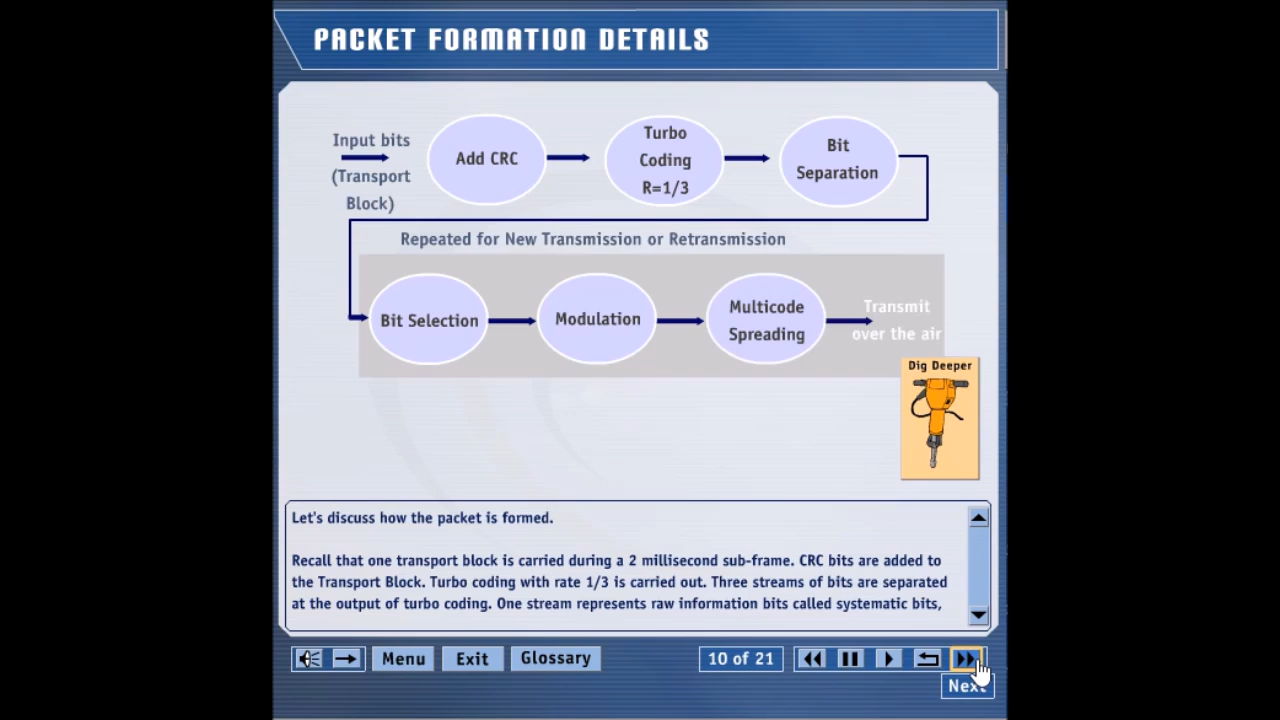 PACKET FORMATION DETAILS
Input bits
(Transport
Block)
Add CRC
Turbo
Coding
R=1/3
Bit
Separation
Repeated for New Transmission or Retransmission
Bit Selection
Modulation
Multicode
Spreading
Transmit
over the air
Dig Deeper
Let's discuss how the packet is formed.
Recall that one transport block is carried during a 2 millisecond sub-frame. CRC bits are added to
the Transport Block. Turbo coding with rate 1/3 is carried out. Three streams of bits are separated
at the output of turbo coding. One stream represents raw information bits called systematic bits,
Menu
Exit
Glossary
10 of 21
Next